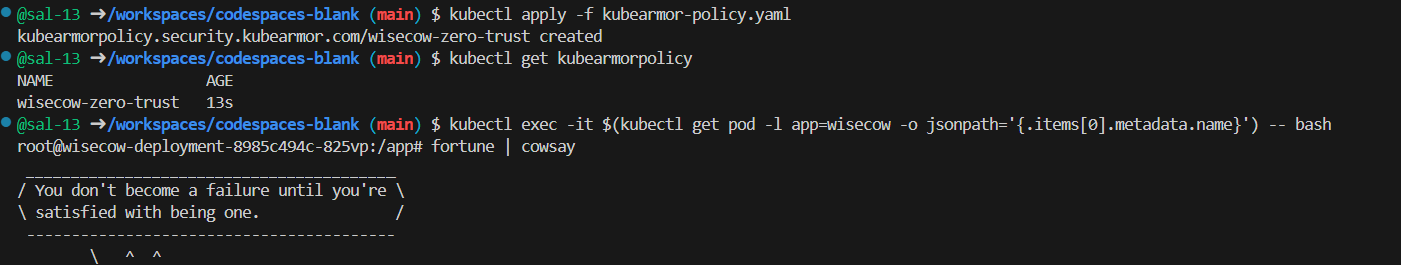 @sal-13 ➜/workspaces/codespaces-blank (main) $ kubectl apply -f kubearmor-policy.yaml
kubearmorpolicy.security.kubearmor.com/wisecow-zero-trust created
@sal-13 ➜/workspaces/codespaces-blank (main) $ kubectl get kubearmorpolicy
NAME                 AGE
wisecow-zero-trust   13s
@sal-13 ➜/workspaces/codespaces-blank (main) $ kubectl exec -it $(kubectl get pod -l app=wisecow -o jsonpath='{.items[0].metadata.name}') -- bash
root@wisecow-deployment-8985c494c-825vp:/app# fortune | cowsay
 _________________________________________
/ You don't become a failure until you're \
\ satisfied with being one.               /
 -----------------------------------------
        \   ^  ^